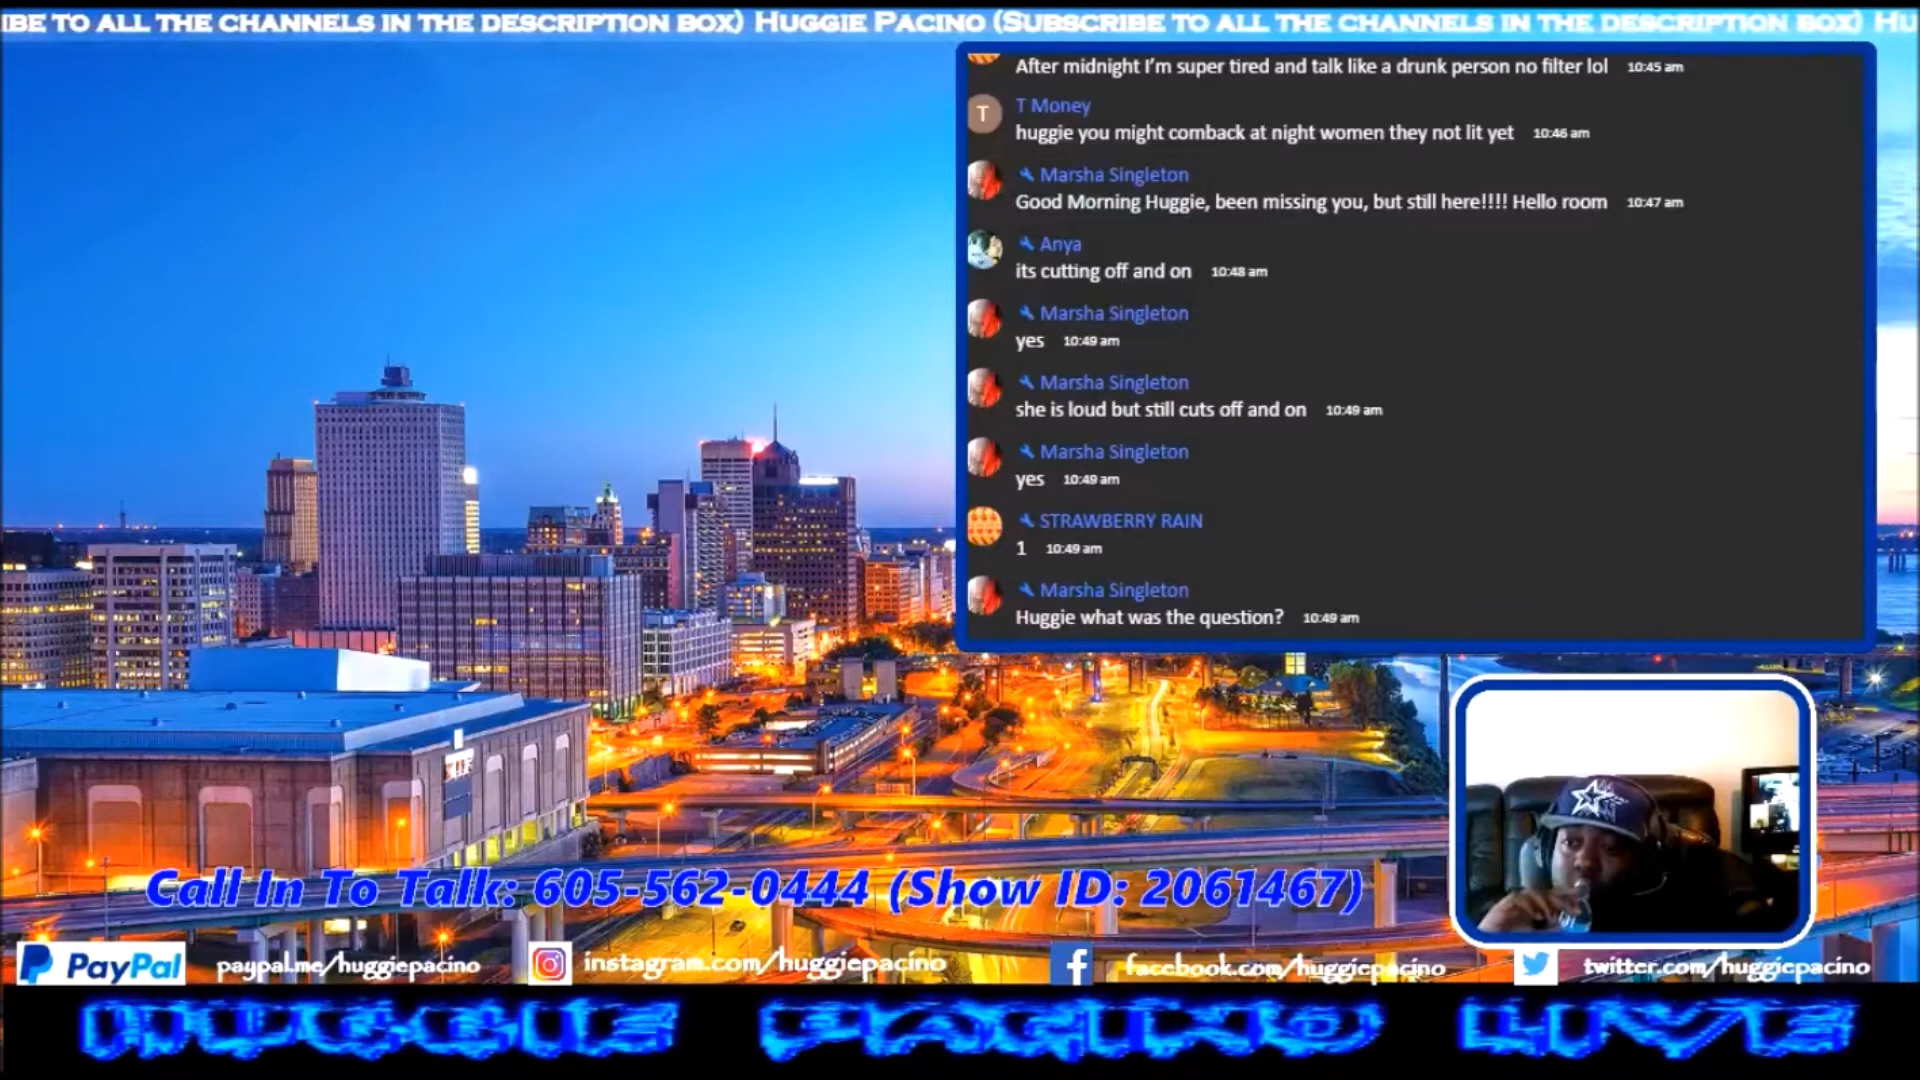 IBE TO ALL THE CHANNELS IN THE DESCRIPTION BOX) HUGGIE PACINO (SUBSCRIBE TO ALL THE CHANNELS IN THE DESCRIPTION BOX) HU
After midnight I'm super tired and talk like a drunk person no filter lol 10:45 am
T
T Money
huggie you might comback at night women they not lit yet 10:46 am
Marsha Singleton
Good Morning Huggie, been missing you, but still here!!!! Hello room 10:47 am
Anya
its cutting off and on 10:48 am
Marsha Singleton
yes 10:49 am
Marsha Singleton
she is loud but still cuts off and on 10:49 am
Marsha Singleton
yes 10:49 am
STRAWBERRY RAIN
1 10:49 am
Marsha Singleton
Huggie what was the question? 10:49 am
Call In To Talk: 605-562-0444 (Show ID: 2061467)
PayPal paypal.me/huggiepacino instagram.com/huggiepacino facebook.com/huggiepacino twitter.com/huggiepacino
HUGGIE PACINO LIVE